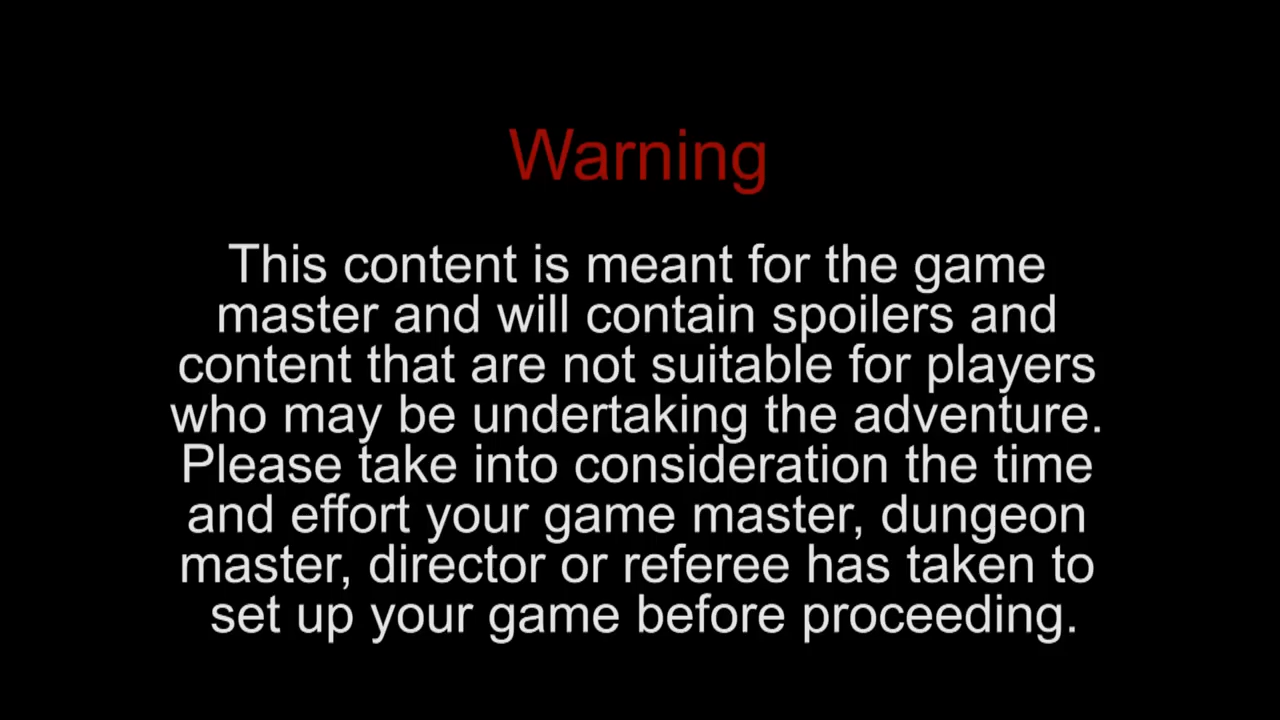 Warning
This content is meant for the game
master and will contain spoilers and
content that are not suitable for players
who may be undertaking the adventure.
Please take into consideration the time
and effort your game master, dungeon
master, director or referee has taken to
set up your game before proceeding.